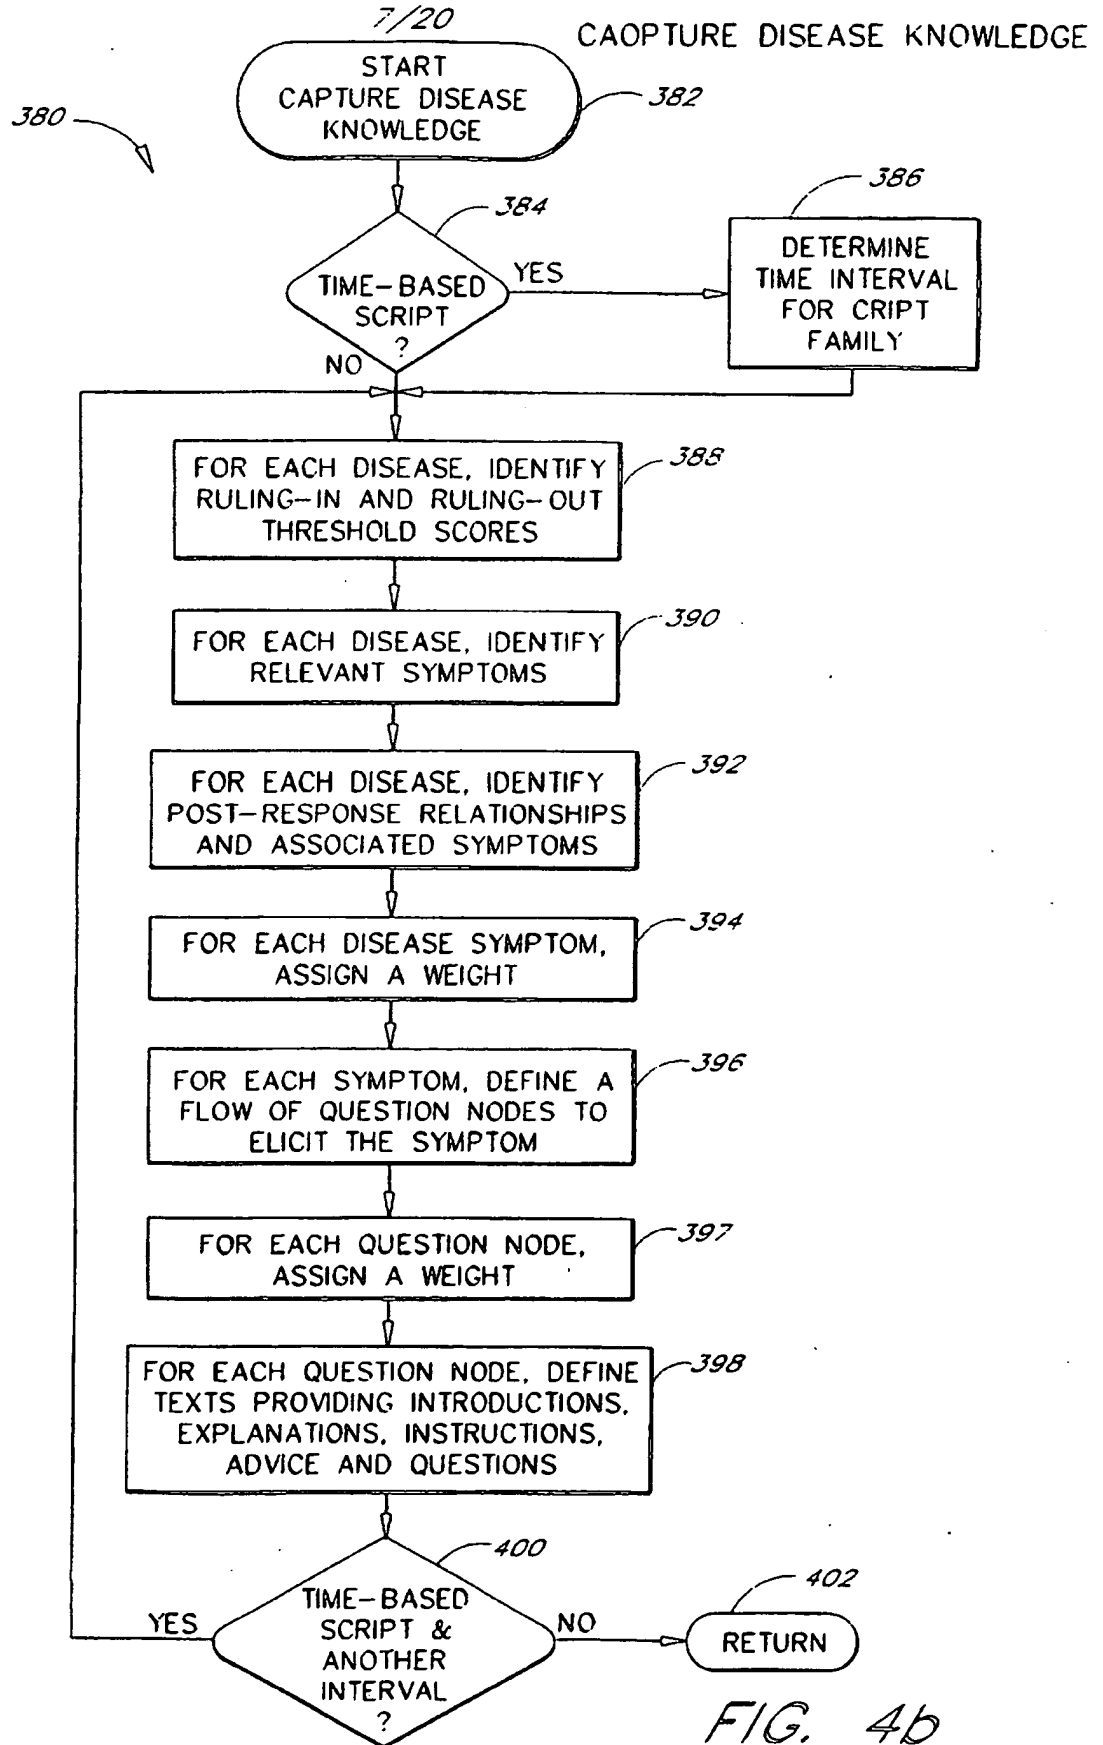 7/20
CAOPTURE DISEASE KNOWLEDGE
START
CAPTURE DISEASE
KNOWLEDGE
382
380
384
386
TIME-BASED
SCRIPT
?
YES
NO
DETERMINE
TIME INTERVAL
FOR CRIPT
FAMILY
FOR EACH DISEASE, IDENTIFY
RULING-IN AND RULING-OUT
THRESHOLD SCORES
388
FOR EACH DISEASE, IDENTIFY
RELEVANT SYMPTOMS
390
FOR EACH DISEASE, IDENTIFY
POST-RESPONSE RELATIONSHIPS
AND ASSOCIATED SYMPTOMS
392
FOR EACH DISEASE SYMPTOM,
ASSIGN A WEIGHT
394
FOR EACH SYMPTOM, DEFINE A
FLOW OF QUESTION NODES TO
ELICIT THE SYMPTOM
396
FOR EACH QUESTION NODE,
ASSIGN A WEIGHT
397
FOR EACH QUESTION NODE, DEFINE
TEXTS PROVIDING INTRODUCTIONS,
EXPLANATIONS, INSTRUCTIONS,
ADVICE AND QUESTIONS
398
400
TIME-BASED
SCRIPT &
ANOTHER
INTERVAL
?
YES
NO
402
RETURN
FIG. 4b